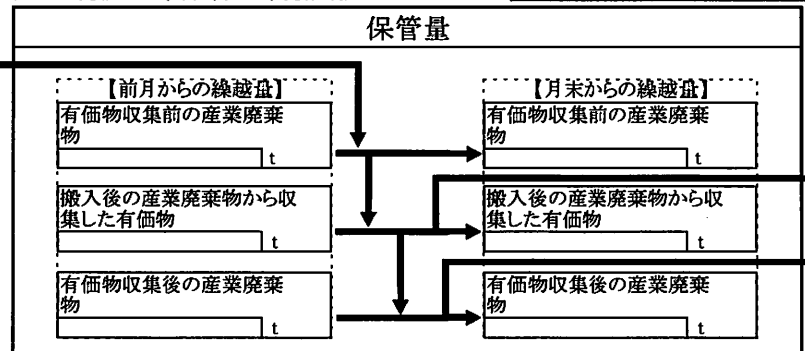 保管量
【前月からの繰越量】
有価物収集前の産業廃棄
物
t
搬入後の産業廃棄物から収
集した有価物
t
有価物収集後の産業廃棄
物
t
【月末からの繰越量】
有価物収集前の産業廃棄
物
t
搬入後の産業廃棄物から収
集した有価物
t
有価物収集後の産業廃棄
物
t